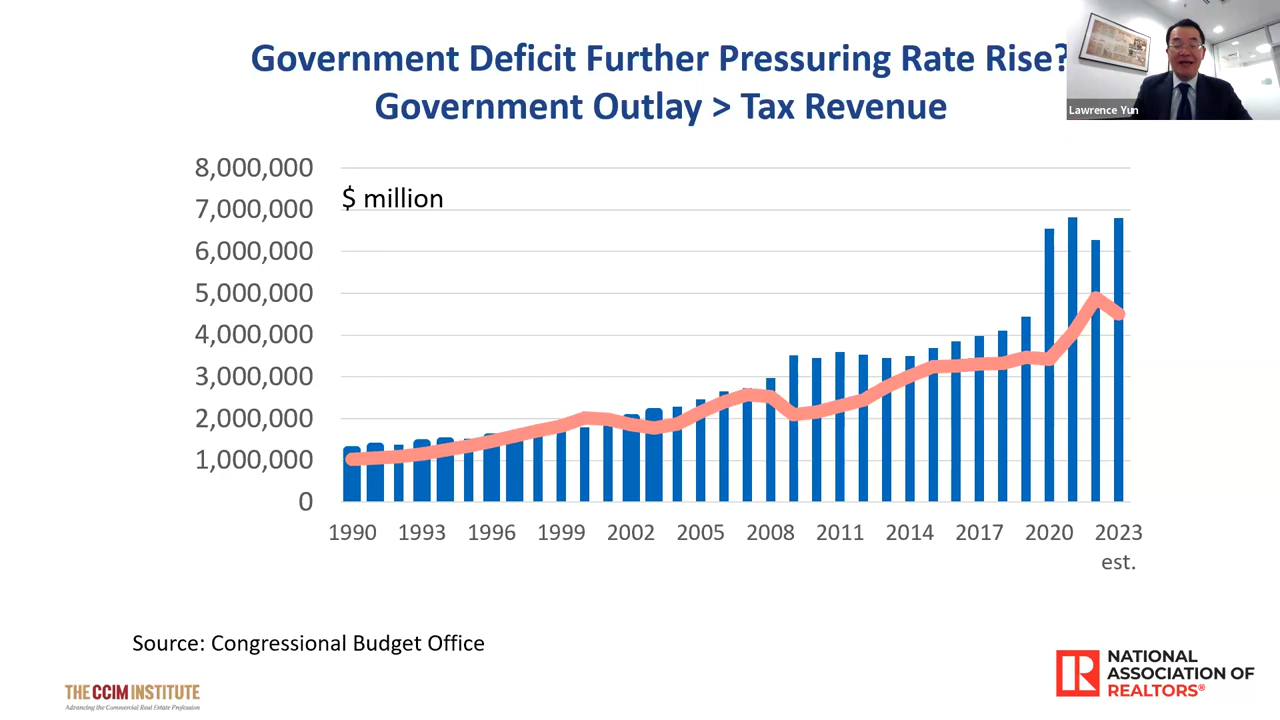 Government Deficit Further Pressuring Rate Rise?
Government Outlay > Tax Revenue
Lawrence Yun
8,000,000
$ million
7,000,000
6,000,000
5,000,000
4,000,000
3,000,000
2,000,000
1,000,000
0
1990 1993 1996 1999 2002 2005 2008 2011 2014 2017 2020 2023
est.
Source: Congressional Budget Office
THE CCIM INSTITUTE
Advancing the Commercial Real Estate Profession
R
NATIONAL
ASSOCIATION OF
REALTORS®